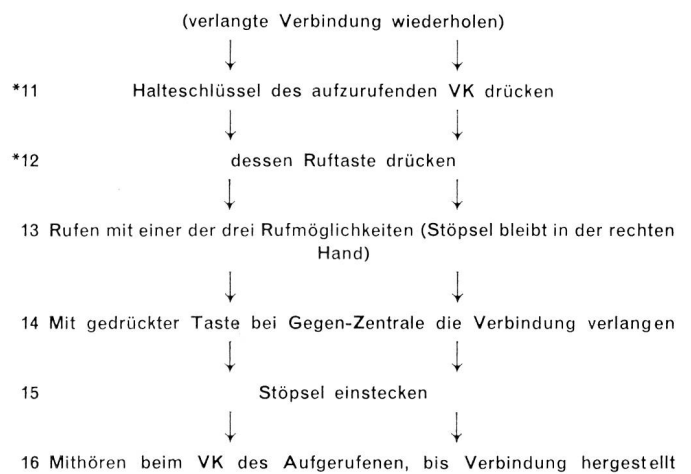 (verlangte Verbindung wiederholen)
*11 Halteschlüssel des aufzurufenden VK drücken
*12 dessen Ruftaste drücken
13 Rufen mit einer der drei Rufmöglichkeiten (Stöpsel bleibt in der rechten
Hand)
14 Mit gedrückter Taste bei Gegen-Zentrale die Verbindung verlangen
15 Stöpsel einstecken
16 Mithören beim VK des Aufgerufenen, bis Verbindung hergestellt